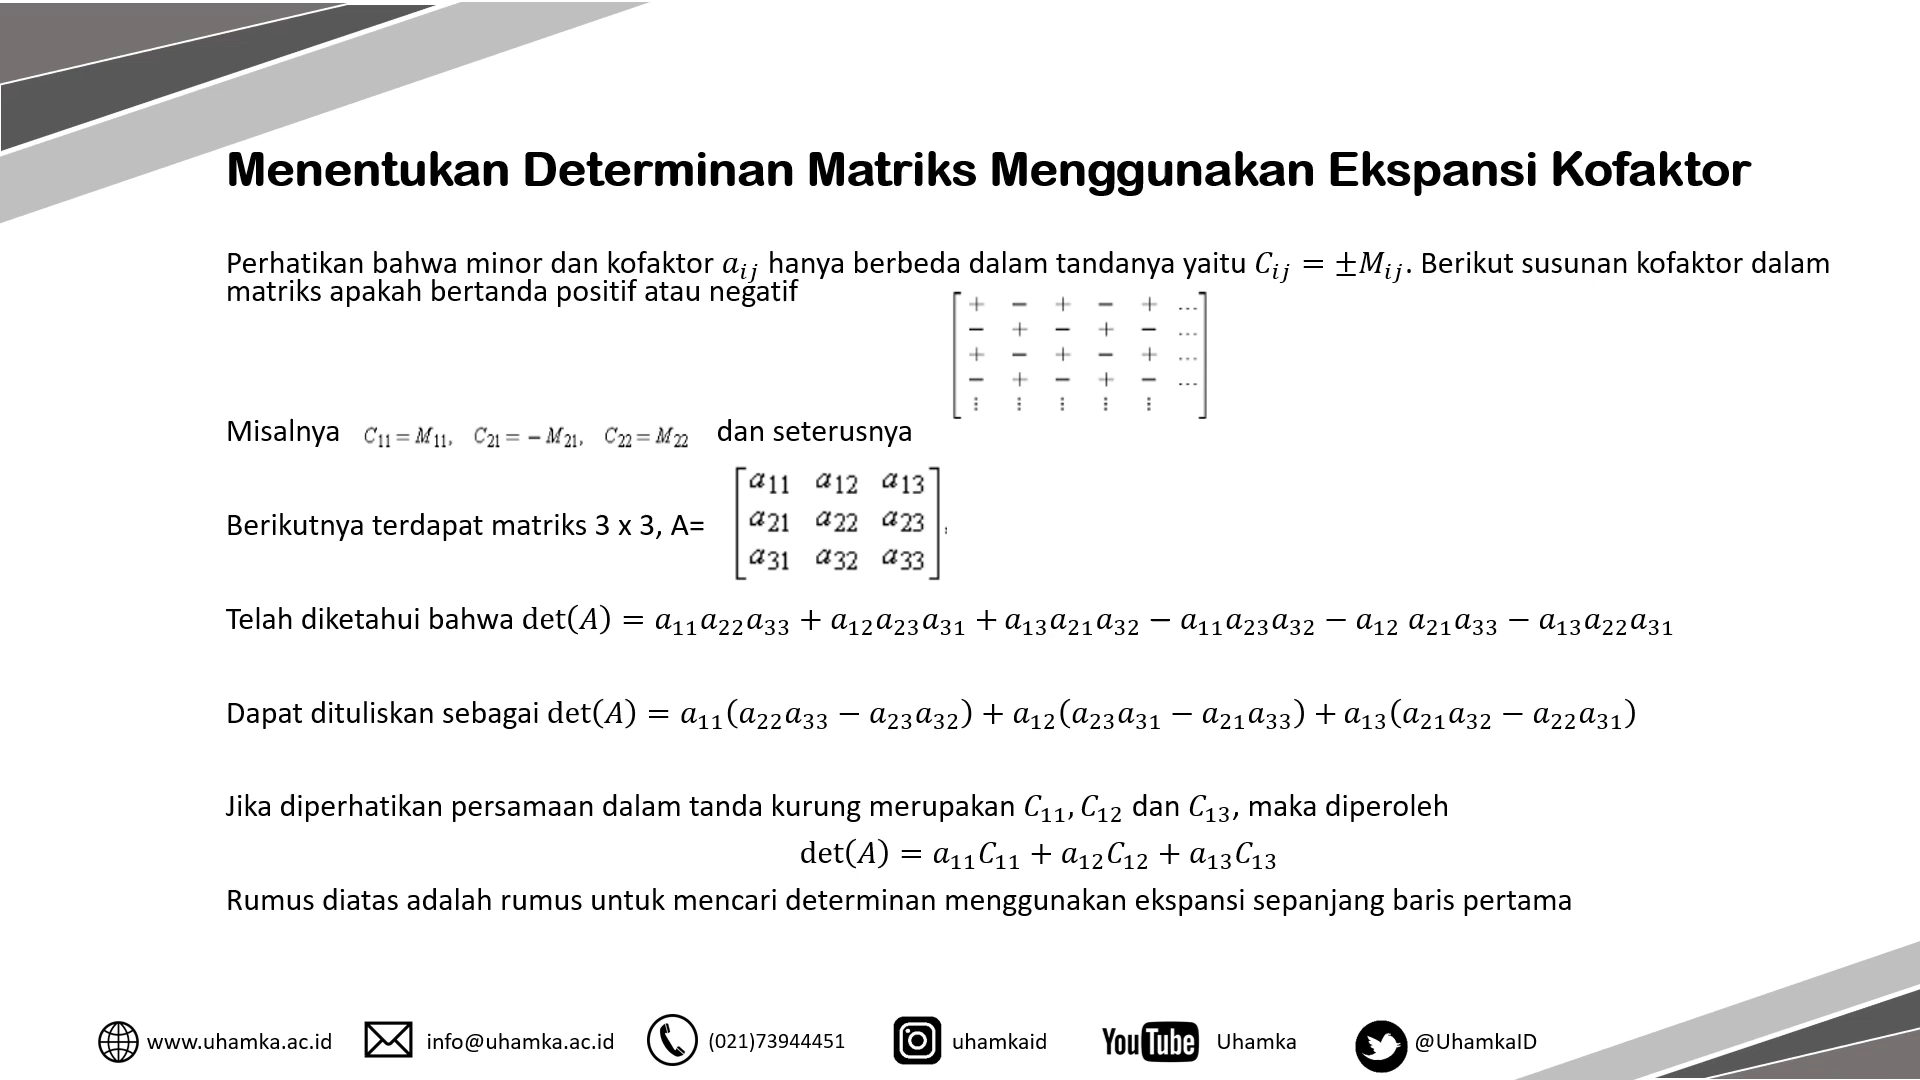 Menentukan Determinan Matriks Menggunakan Ekspansi Kofaktor
Perhatikan bahwa minor dan kofaktor 𝑎ᵢⱼ hanya berbeda dalam tandanya yaitu 𝐶ᵢⱼ = ±𝑀ᵢⱼ. Berikut susunan kofaktor dalam
matriks apakah bertanda positif atau negatif
+ − + − + …
− + − + − …
+ − + − + …
− + − + − …
⋮ ⋮ ⋮ ⋮ ⋮
Misalnya C₁₁ = M₁₁, C₂₁ = − M₂₁, C₂₂ = M₂₂ dan seterusnya
a₁₁ a₁₂ a₁₃
Berikutnya terdapat matriks 3 x 3, A= a₂₁ a₂₂ a₂₃
a₃₁ a₃₂ a₃₃
Telah diketahui bahwa det(𝐴) = 𝑎₁₁𝑎₂₂𝑎₃₃ + 𝑎₁₂𝑎₂₃𝑎₃₁ + 𝑎₁₃𝑎₂₁𝑎₃₂ − 𝑎₁₁𝑎₂₃𝑎₃₂ − 𝑎₁₂ 𝑎₂₁𝑎₃₃ − 𝑎₁₃𝑎₂₂𝑎₃₁
Dapat dituliskan sebagai det(𝐴) = 𝑎₁₁(𝑎₂₂𝑎₃₃ − 𝑎₂₃𝑎₃₂) + 𝑎₁₂(𝑎₂₃𝑎₃₁ − 𝑎₂₁𝑎₃₃) + 𝑎₁₃(𝑎₂₁𝑎₃₂ − 𝑎₂₂𝑎₃₁)
Jika diperhatikan persamaan dalam tanda kurung merupakan 𝐶₁₁, 𝐶₁₂ dan 𝐶₁₃, maka diperoleh
det(𝐴) = 𝑎₁₁𝐶₁₁ + 𝑎₁₂𝐶₁₂ + 𝑎₁₃𝐶₁₃
Rumus diatas adalah rumus untuk mencari determinan menggunakan ekspansi sepanjang baris pertama
www.uhamka.ac.id info@uhamka.ac.id (021)73944451 uhamkaid YouTube Uhamka @UhamkaID